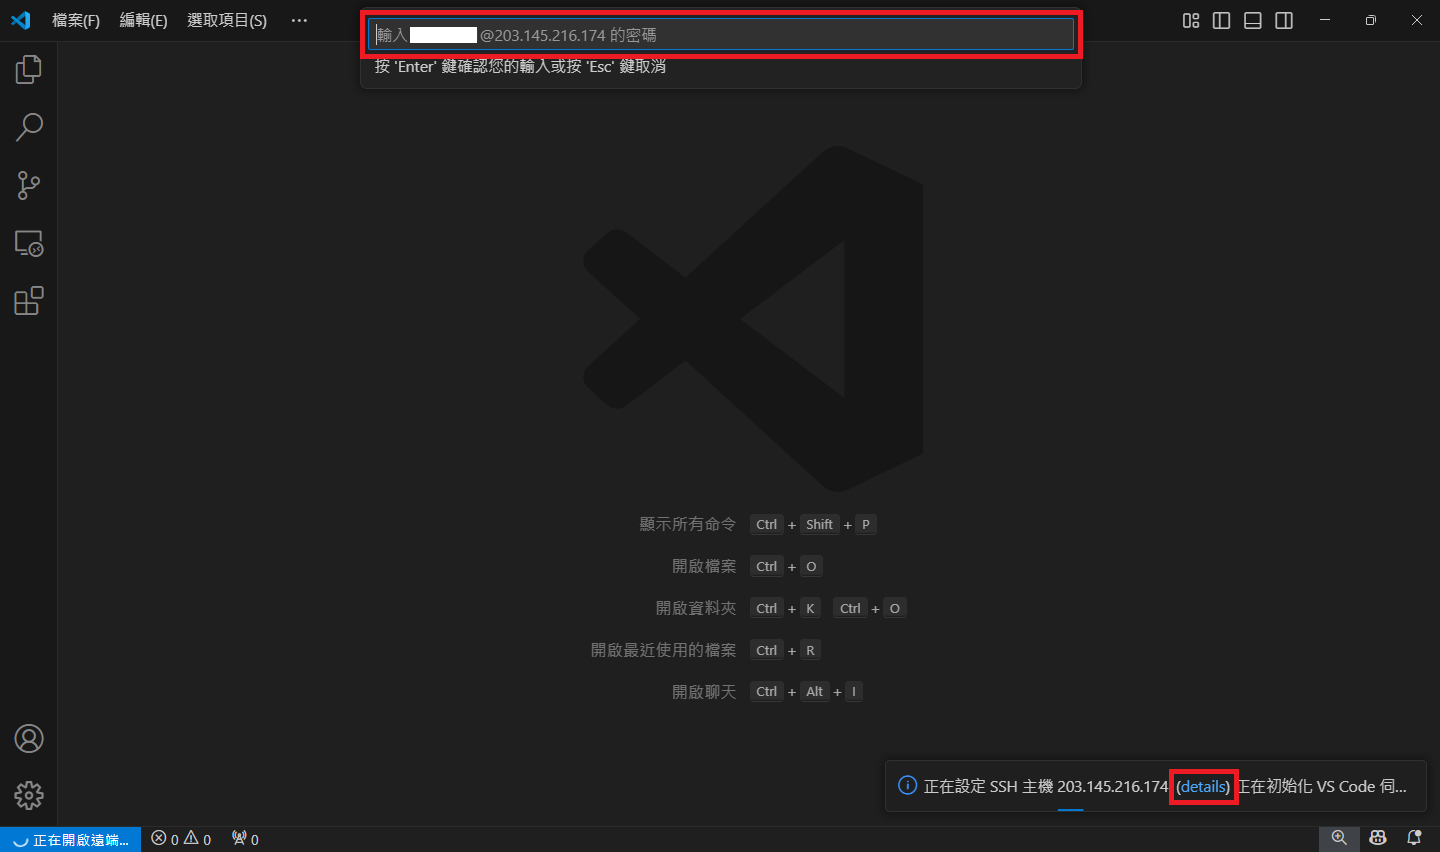 檔案(F) 編輯(E) 選取項目(S) ···
輸入 @203.145.216.174 的密碼
按 'Enter' 鍵確認您的輸入或按 'Esc' 鍵取消
顯示所有命令 Ctrl + Shift + P
開啟檔案 Ctrl + O
開啟資料夾 Ctrl + K Ctrl + O
開啟最近使用的檔案 Ctrl + R
開啟聊天 Ctrl + Alt + I
正在設定 SSH 主機 203.145.216.174 (details) 正在初始化 VS Code 伺...
正在開啟遠端... 0 0 0